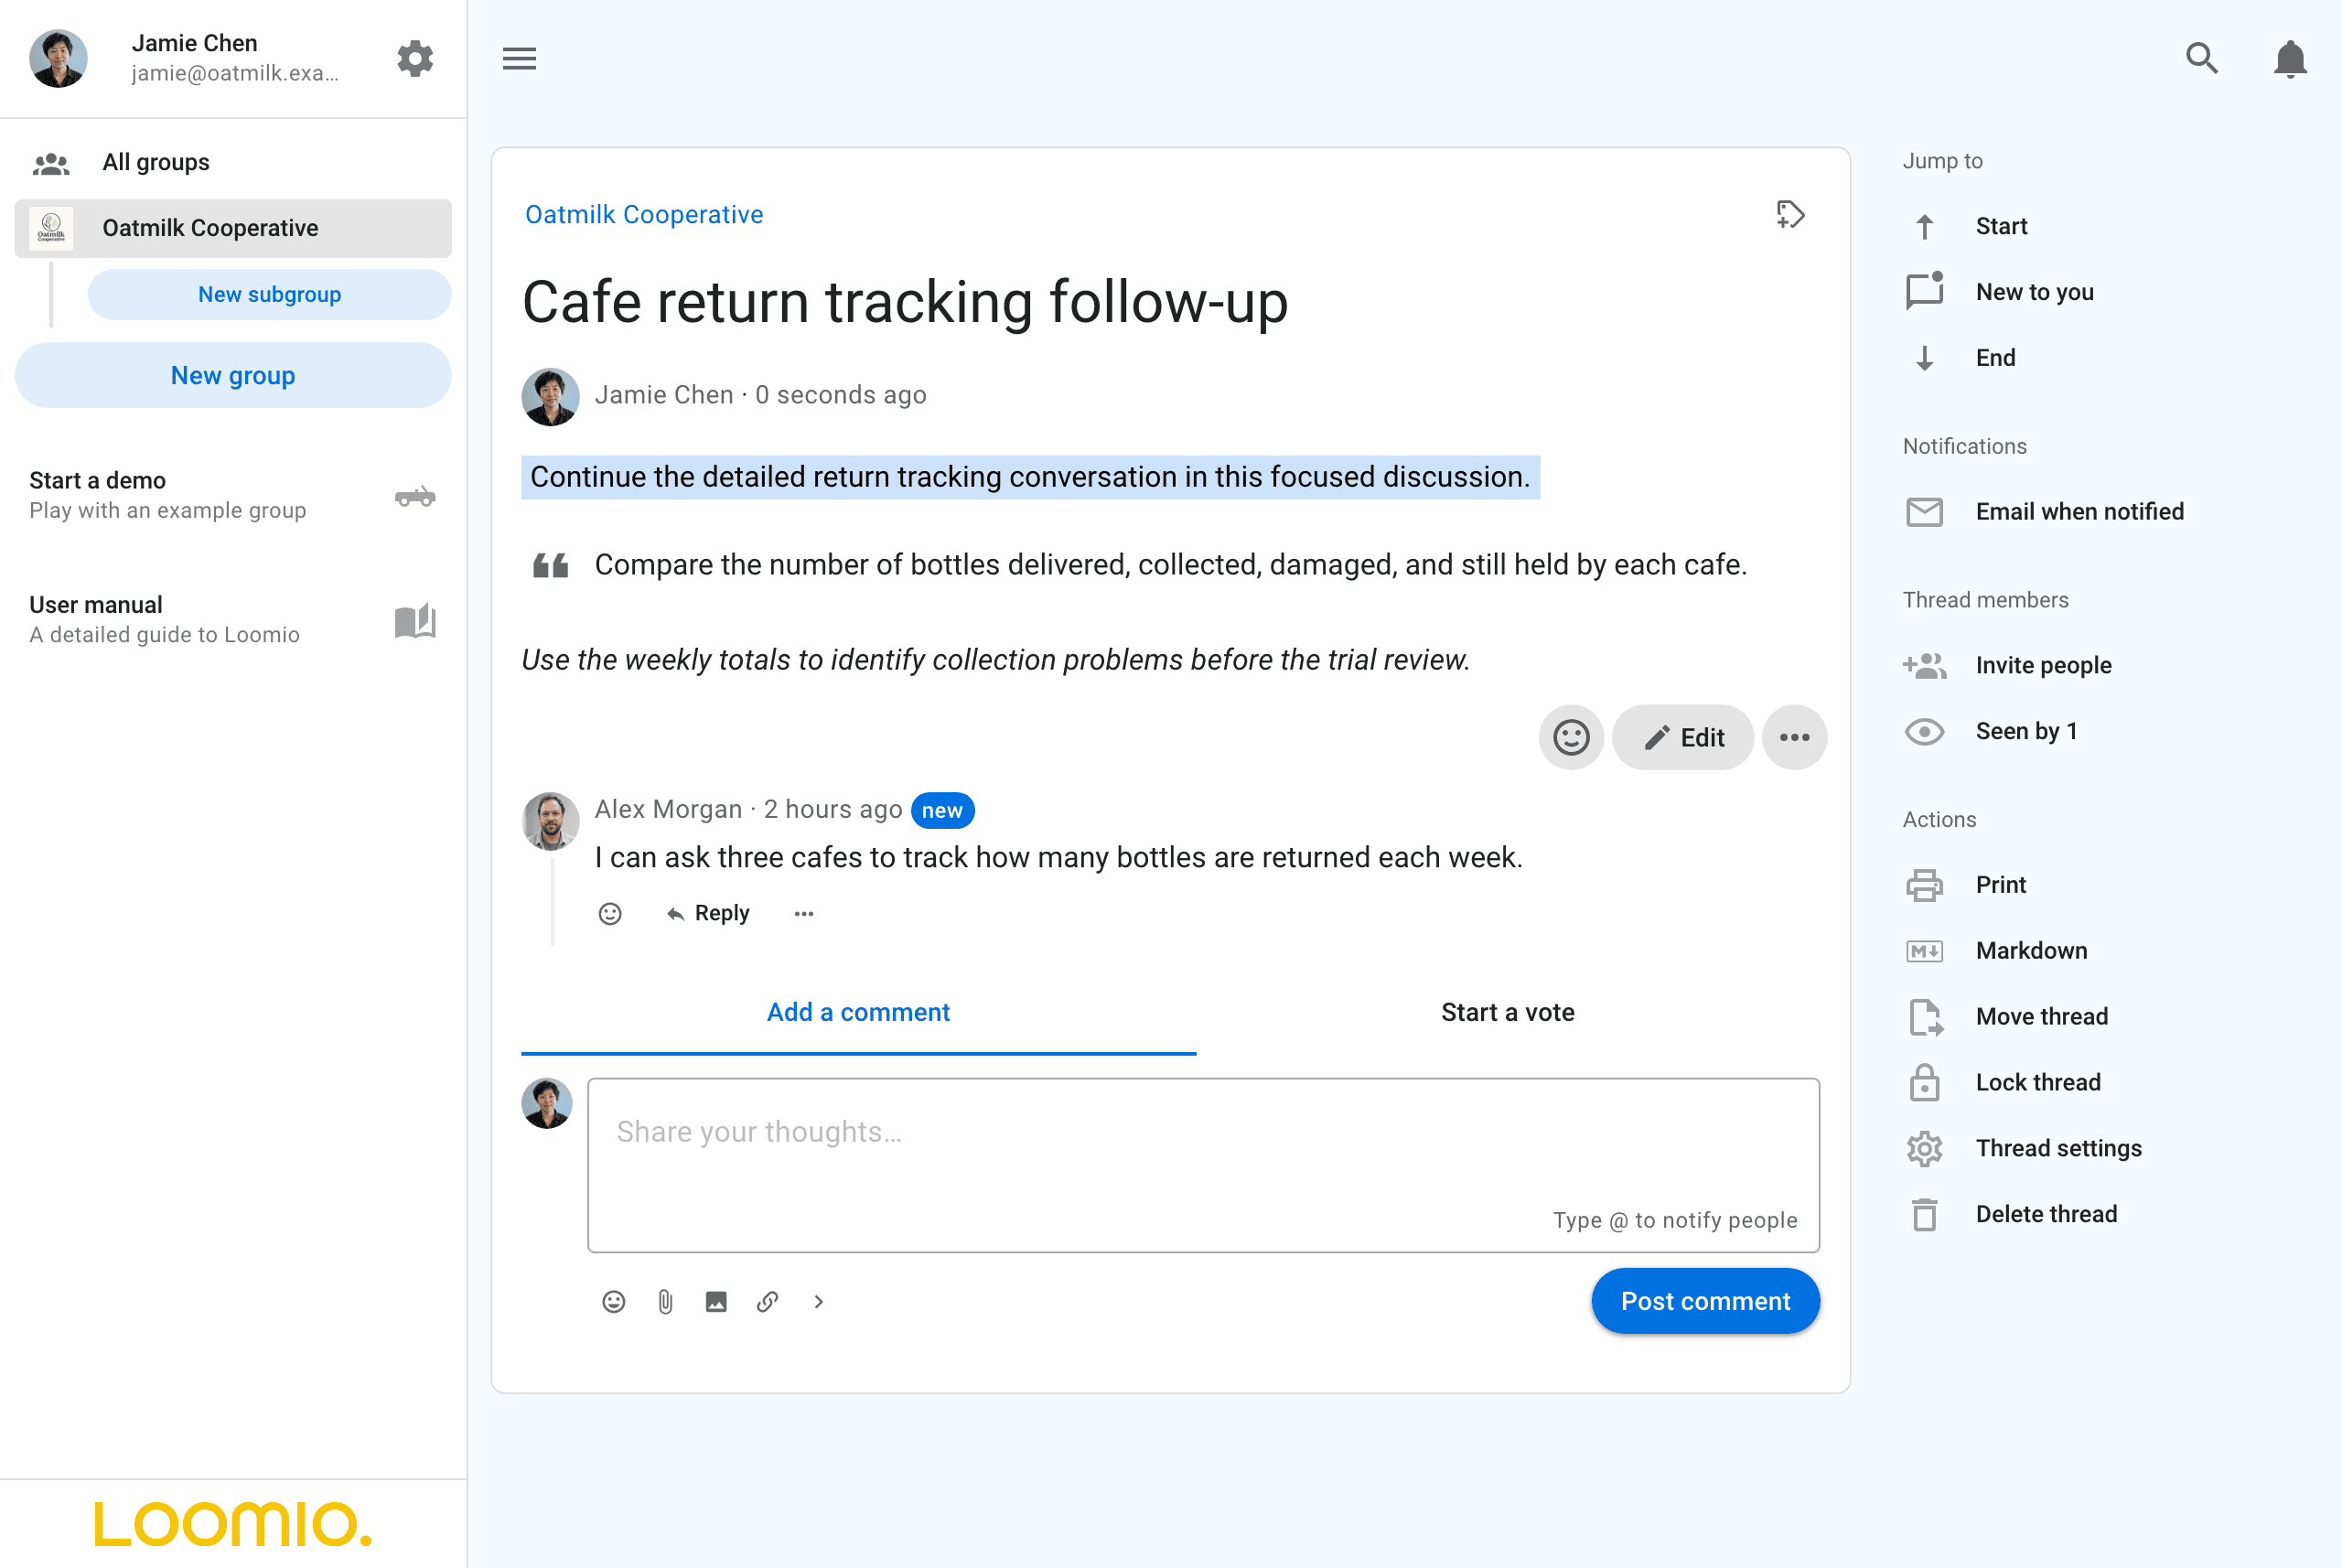 Jamie Chen
jamie@oatmilk.exa...
All groups
Oatmilk Cooperative
Oatmilk Cooperative
New subgroup
New group
Start a demo
Play with an example group
User manual
A detailed guide to Loomio
LOOMIO.
Oatmilk Cooperative
Cafe return tracking follow-up
Jamie Chen · 0 seconds ago
Continue the detailed return tracking conversation in this focused discussion.
Compare the number of bottles delivered, collected, damaged, and still held by each cafe.
Use the weekly totals to identify collection problems before the trial review.
Edit
Alex Morgan · 2 hours ago new
I can ask three cafes to track how many bottles are returned each week.
Reply
Add a comment
Start a vote
Share your thoughts...
Type @ to notify people
Post comment
Jump to
Start
New to you
End
Notifications
Email when notified
Thread members
Invite people
Seen by 1
Actions
Print
Markdown
Move thread
Lock thread
Thread settings
Delete thread